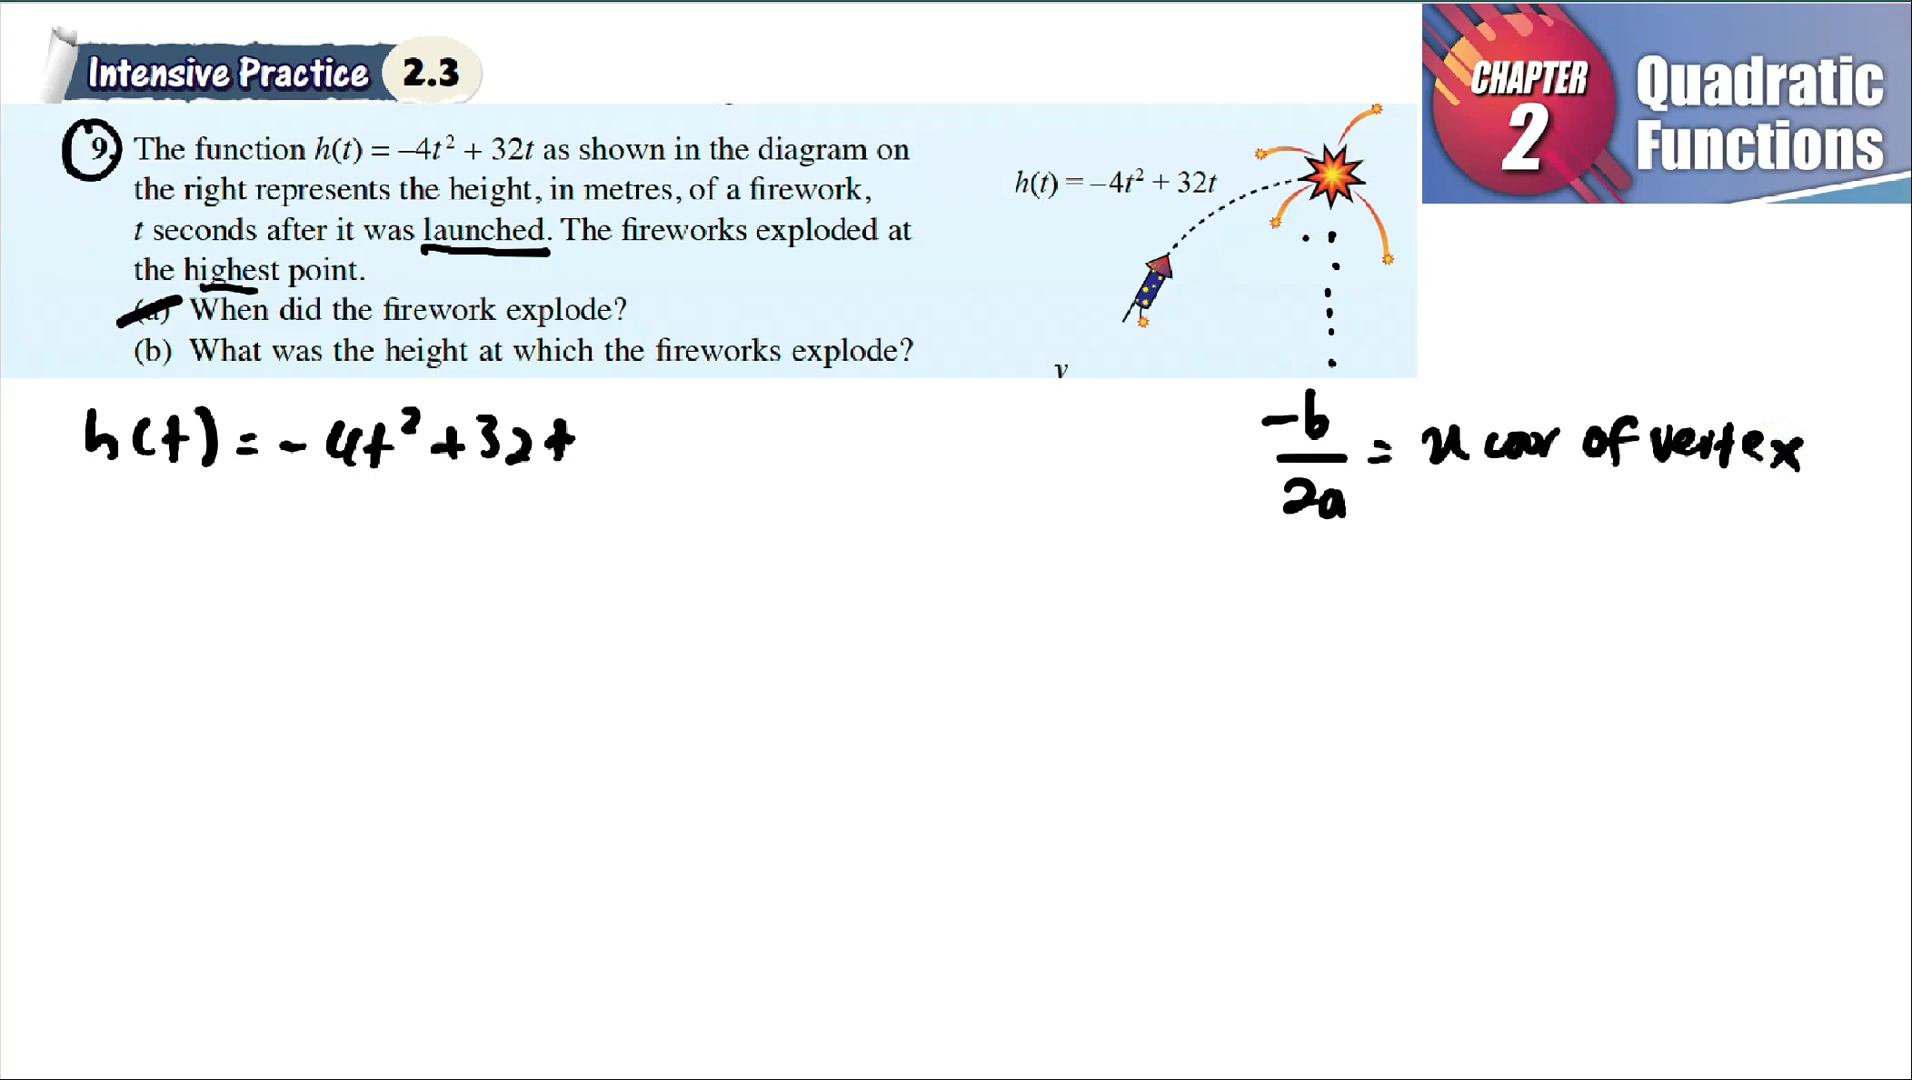 Intensive Practice 2.3
CHAPTER 2
Quadratic
Functions
9. The function h(t) = –4t² + 32t as shown in the diagram on
the right represents the height, in metres, of a firework,
t seconds after it was launched. The fireworks exploded at
the highest point.
(a) When did the firework explode?
(b) What was the height at which the fireworks explode?
h(t) = –4t² + 32t
y
h(t) = -4t² + 32t
-b/2a = x coor of vertex